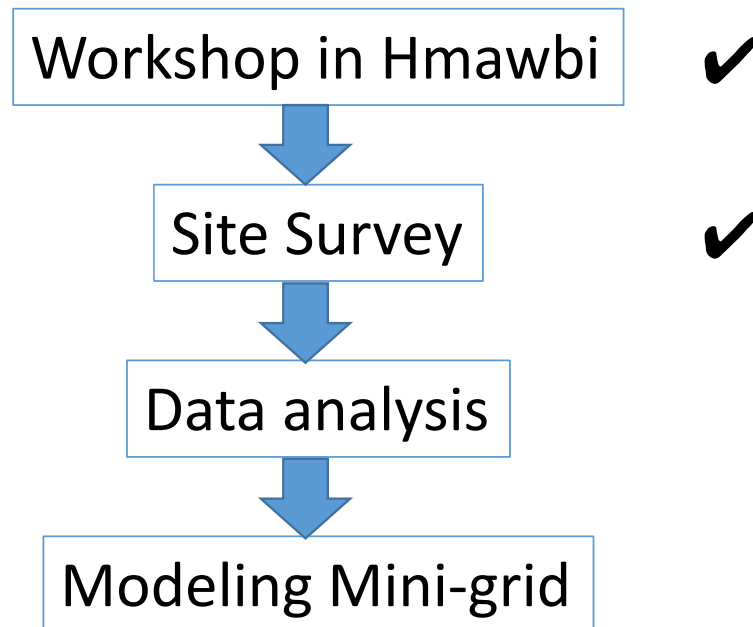 Workshop in Hmawbi ✔
Site Survey ✔
Data analysis
Modeling Mini-grid